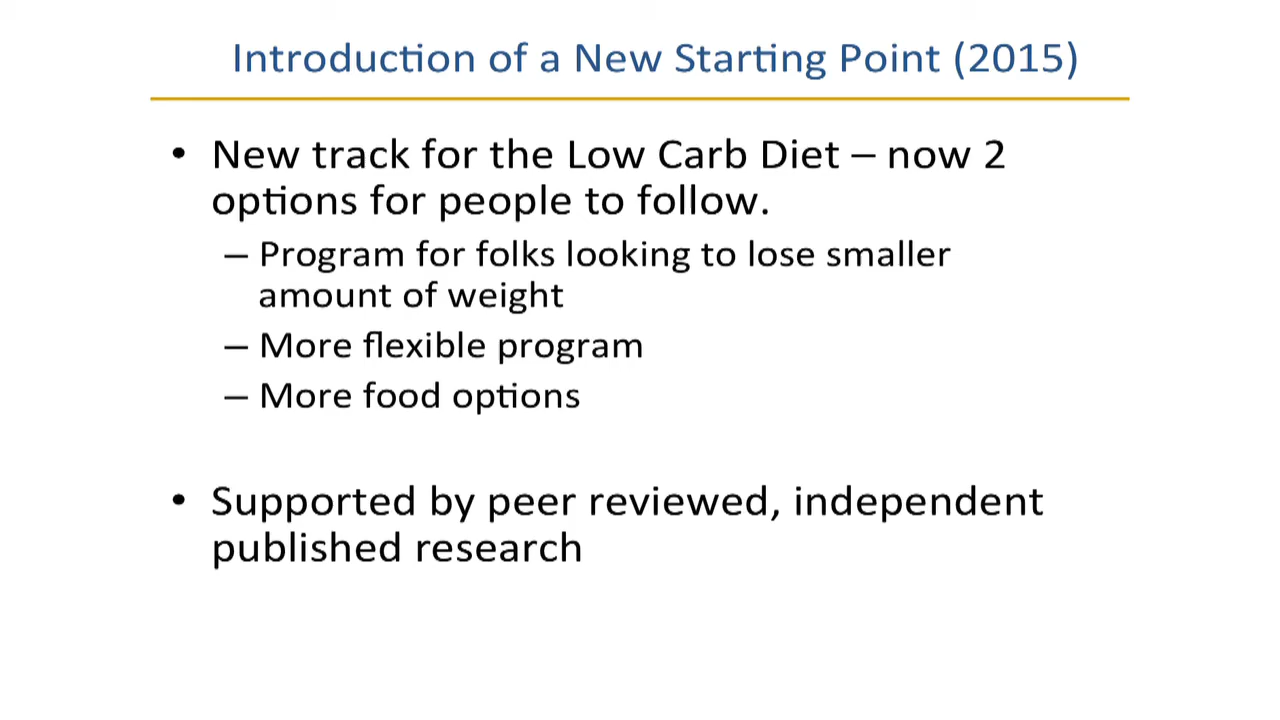 Introduction of a New Starting Point (2015)
• New track for the Low Carb Diet – now 2
options for people to follow.
– Program for folks looking to lose smaller
amount of weight
– More flexible program
– More food options
• Supported by peer reviewed, independent
published research